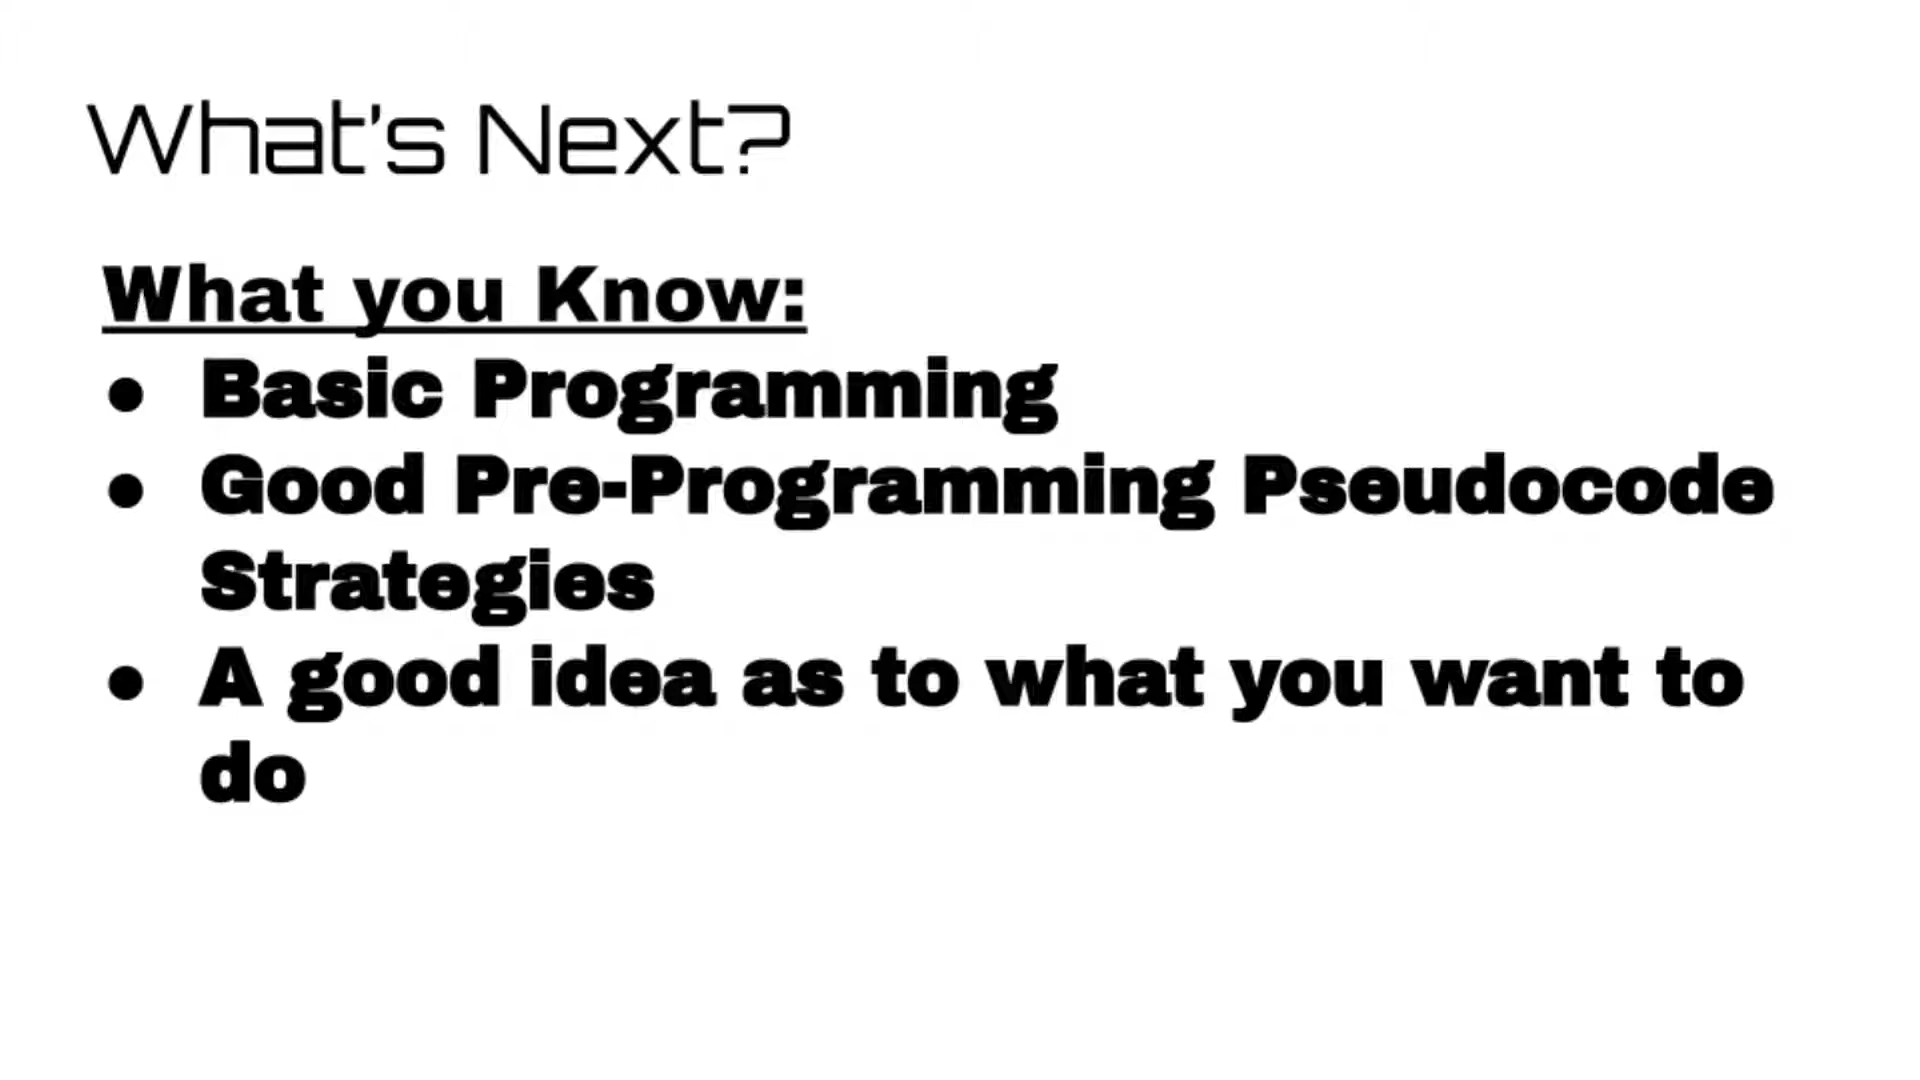 What's Next?
What you Know:
● Basic Programming
● Good Pre-Programming Pseudocode
Strategies
● A good idea as to what you want to
do